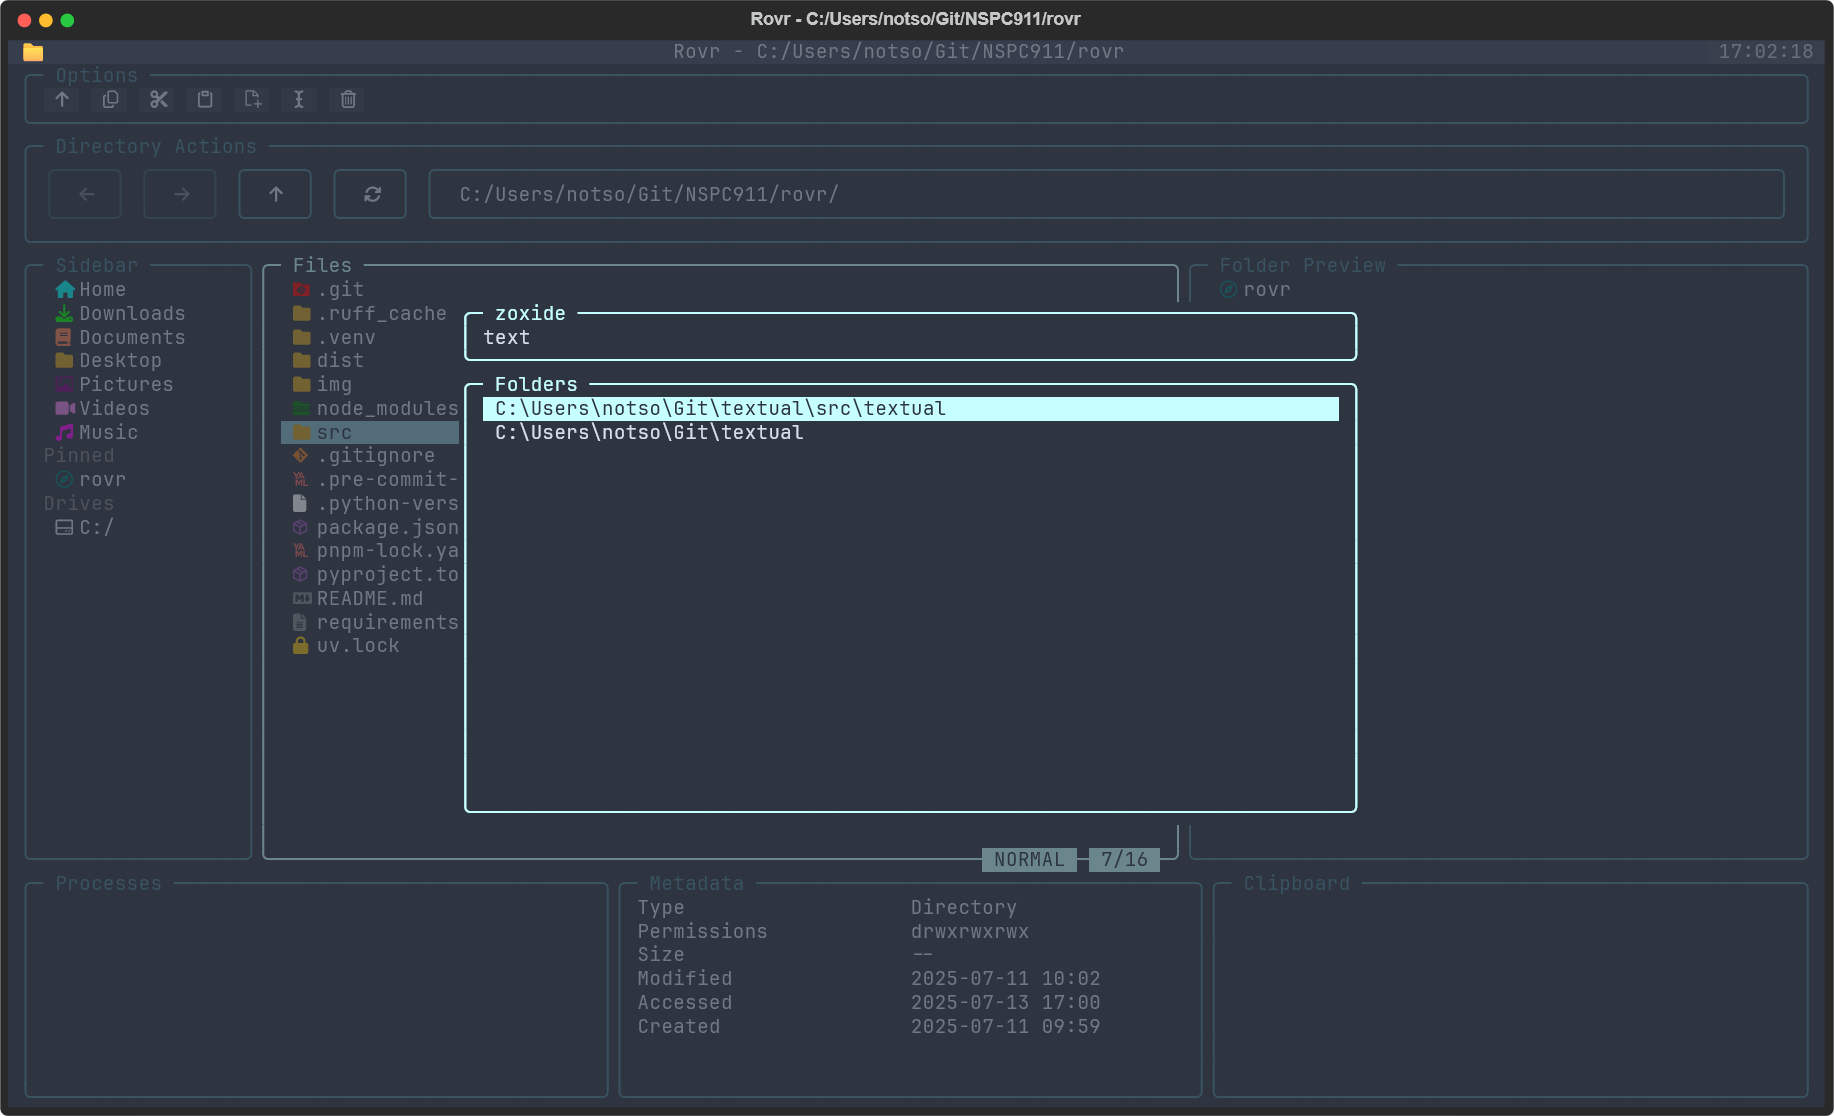 Rovr - C:/Users/notso/Git/NSPC911/rovr
Rovr - C:/Users/notso/Git/NSPC911/rovr
17:02:18
Options
Directory Actions
C:/Users/notso/Git/NSPC911/rovr/
Sidebar
Home
Downloads
Documents
Desktop
Pictures
Videos
Music
Pinned
rovr
Drives
C:/
Files
.git
.ruff_cache
.venv
dist
img
node_modules
src
.gitignore
.pre-commit-
.python-vers
package.json
pnpm-lock.ya
pyproject.to
README.md
requirements
uv.lock
NORMAL
7/16
zoxide
text
Folders
C:\Users\notso\Git\textual\src\textual
C:\Users\notso\Git\textual
Folder Preview
rovr
Processes
Metadata
Type Directory
Permissions drwxrwxrwx
Size --
Modified 2025-07-11 10:02
Accessed 2025-07-13 17:00
Created 2025-07-11 09:59
Clipboard